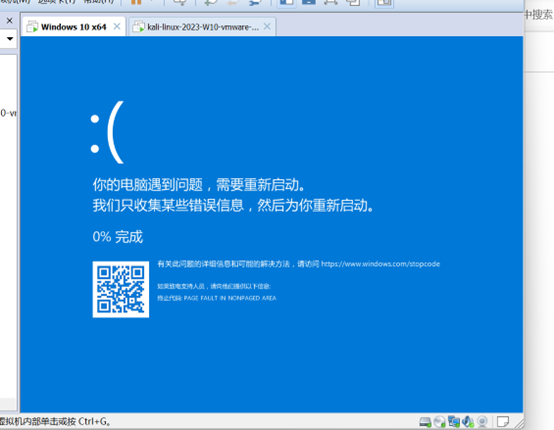 Windows 10 x64
kali-linux-2023-W10-vmware-...
中搜索
:(
你的电脑遇到问题，需要重新启动。
我们只收集某些错误信息，然后为你重新启动。
0% 完成
有关此问题的详细信息和可能的解决方法，请访问 https://www.windows.com/stopcode
如果致电支持人员，请向他们提供以下信息:
终止代码: PAGE FAULT IN NONPAGED AREA
虚拟机内部单击或按 Ctrl+G。